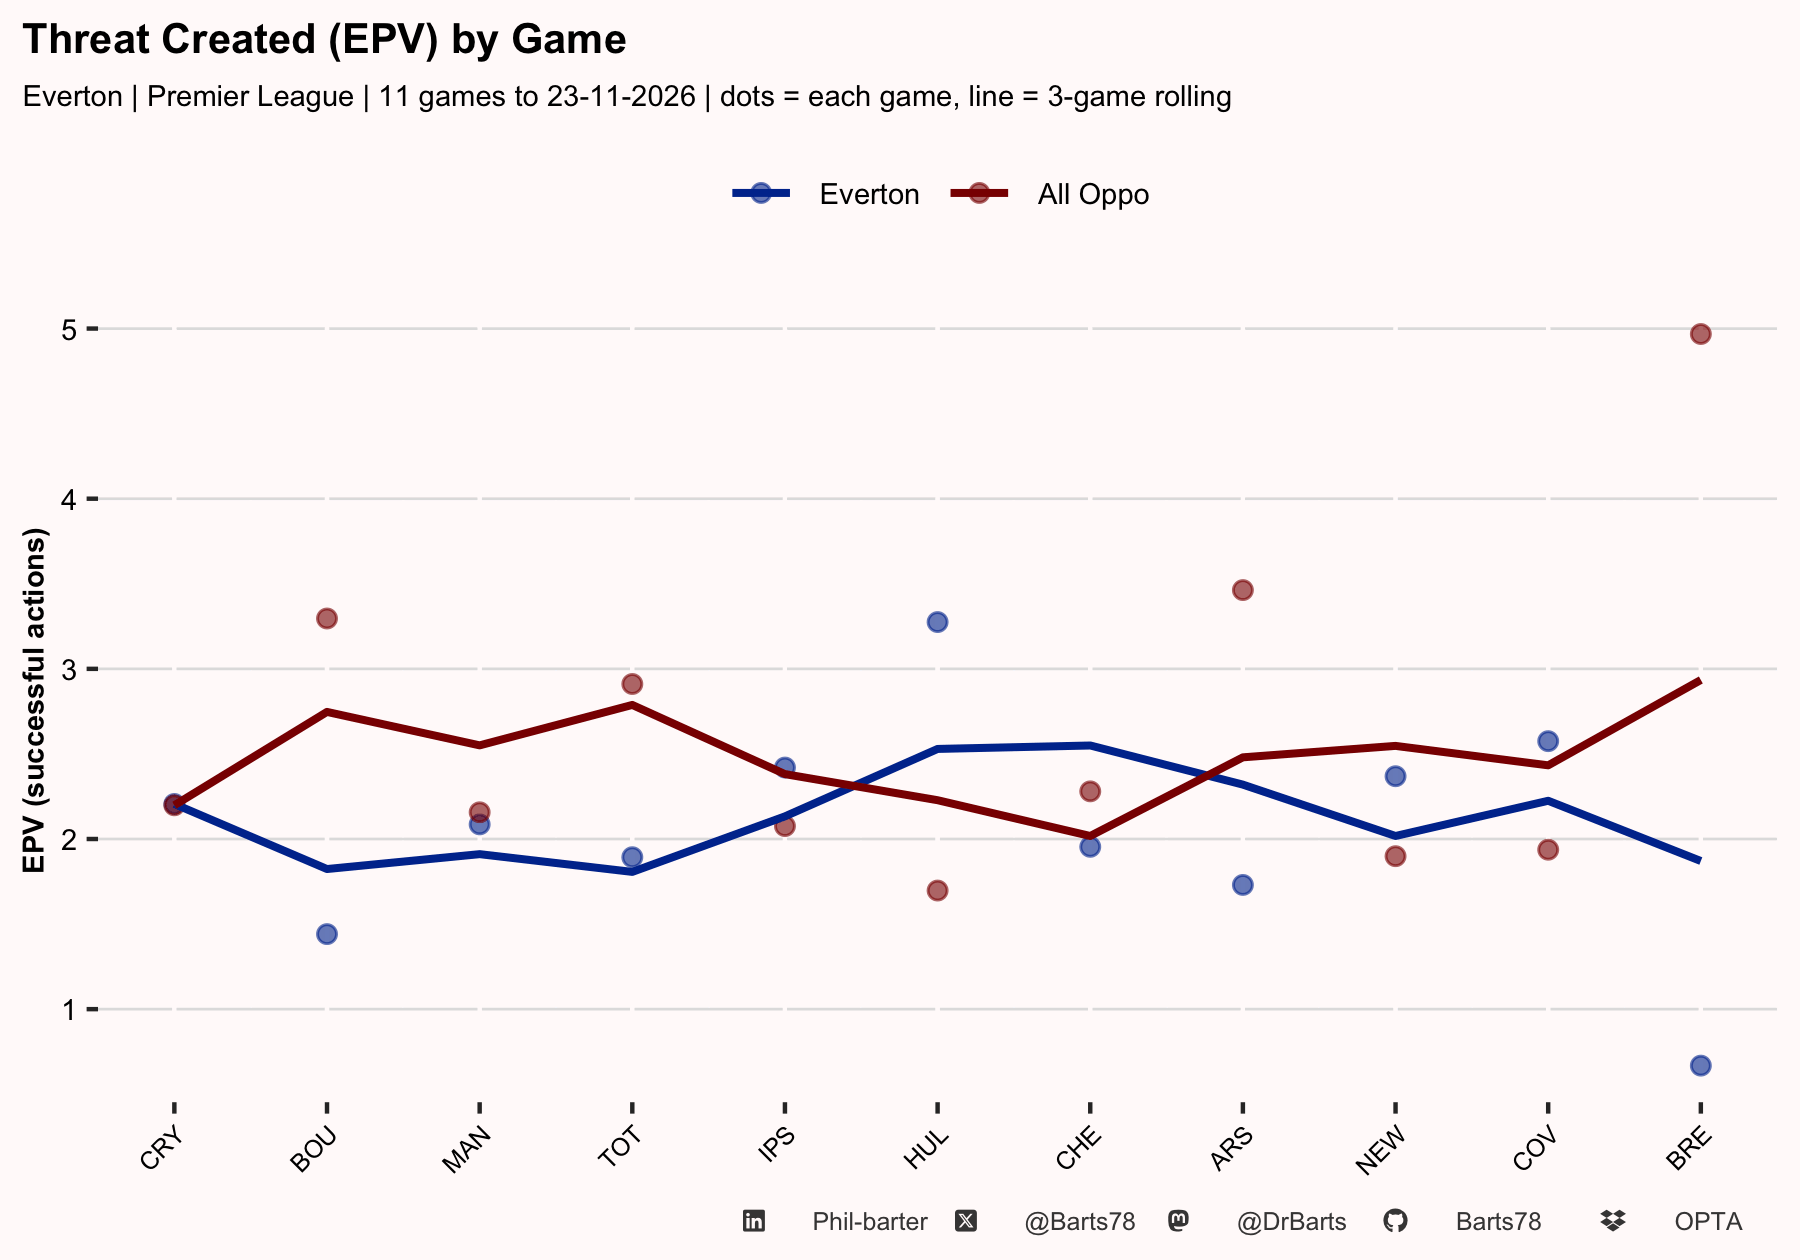 Threat Created (EPV) by Game
Everton | Premier League | 11 games to 23-11-2026 | dots = each game, line = 3-game rolling
Everton All Oppo
5
4
3
2
1
EPV (successful actions)
CRY BOU MAN TOT IPS HUL CHE ARS NEW COV BRE
Phil-barter @Barts78 @DrBarts Barts78 OPTA